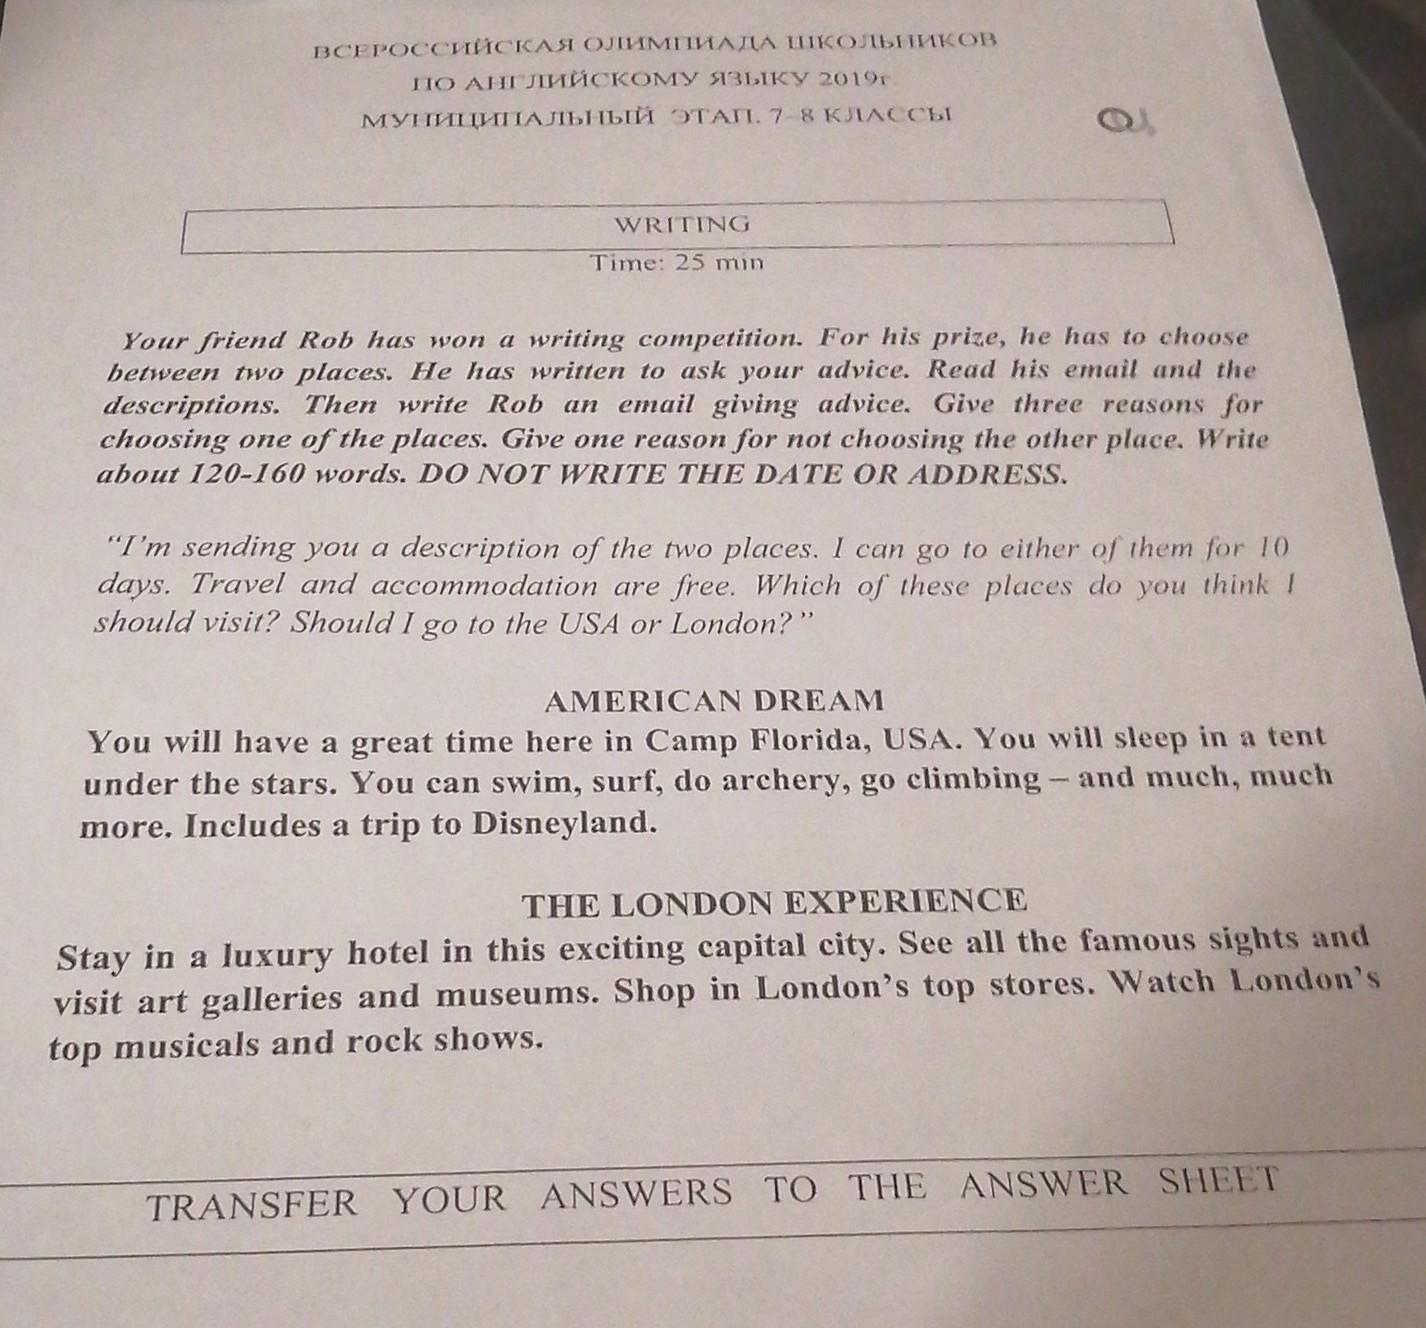 ВСЕРОССИЙСКАЯ ОЛИМПИАДА ШКОЛЬНИКОВ
ПО АНГЛИЙСКОМУ ЯЗЫКУ 2019г.
МУНИЦИПАЛЬНЫЙ ЭТАП. 7-8 КЛАССЫ
WRITING
Time: 25 min
Your friend Rob has won a writing competition. For his prize, he has to choose
between two places. He has written to ask your advice. Read his email and the
descriptions. Then write Rob an email giving advice. Give three reasons for
choosing one of the places. Give one reason for not choosing the other place. Write
about 120-160 words. DO NOT WRITE THE DATE OR ADDRESS.
“I’m sending you a description of the two places. I can go to either of them for 10
days. Travel and accommodation are free. Which of these places do you think I
should visit? Should I go to the USA or London?”
AMERICAN DREAM
You will have a great time here in Camp Florida, USA. You will sleep in a tent
under the stars. You can swim, surf, do archery, go climbing – and much, much
more. Includes a trip to Disneyland.
THE LONDON EXPERIENCE
Stay in a luxury hotel in this exciting capital city. See all the famous sights and
visit art galleries and museums. Shop in London’s top stores. Watch London’s
top musicals and rock shows.
TRANSFER YOUR ANSWERS TO THE ANSWER SHEET